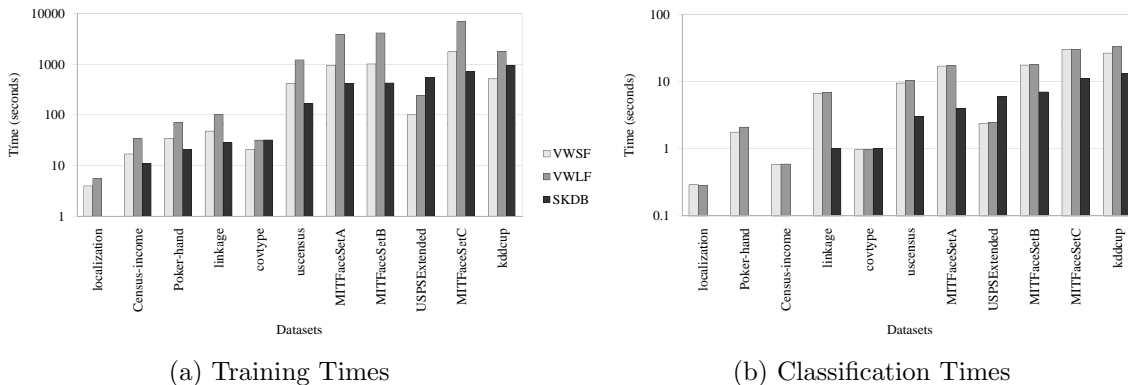 10000
1000
100
10
1
Time (seconds)
localization
Census-income
Poker-hand
linkage
covtype
uscensus
MITFaceSetA
MITFaceSetB
USPSExtended
MITFaceSetC
kddcup
Datasets
VWSF
VWLF
SKDB
(a) Training Times
100
10
1
0.1
Time (seconds)
localization
Poker-hand
Census-income
linkage
covtype
uscensus
MITFaceSetA
USPSExtended
MITFaceSetB
MITFaceSetC
kddcup
Datasets
(b) Classification Times